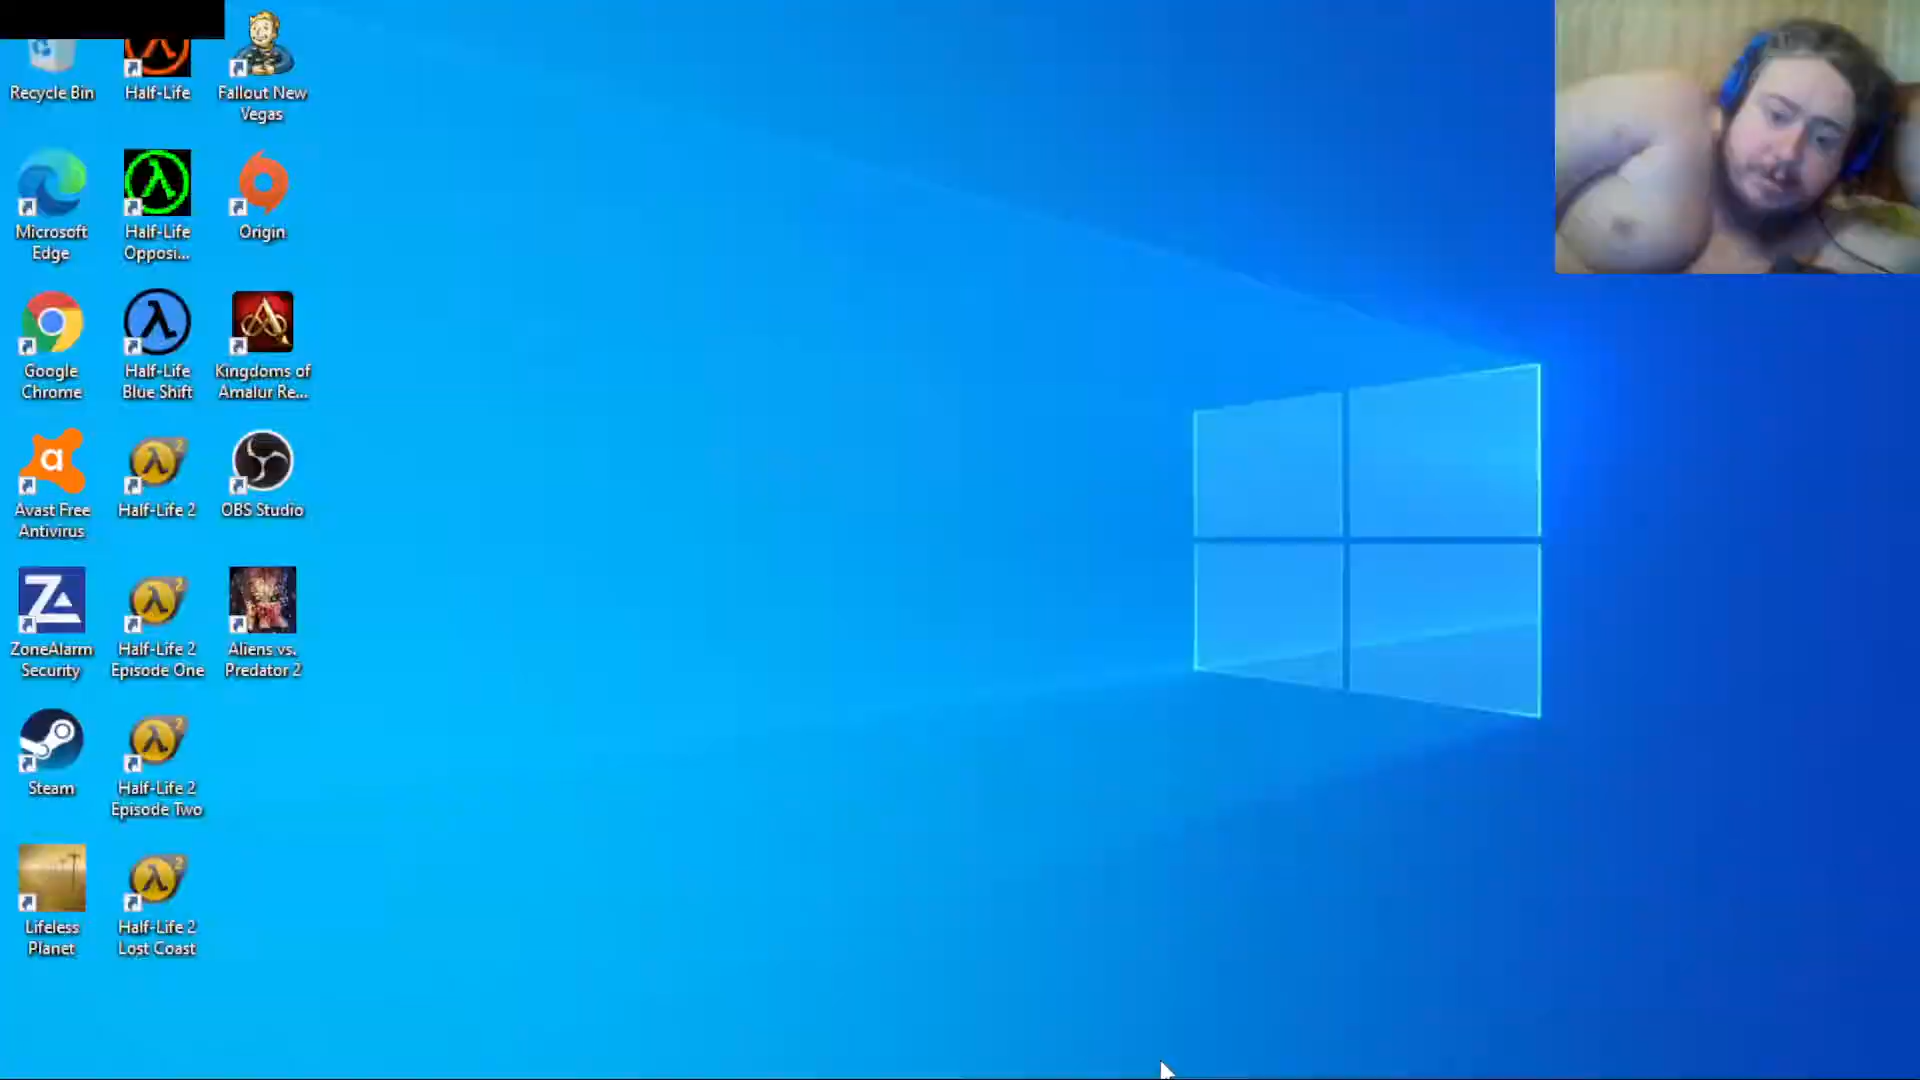 Recycle Bin
Half-Life
Fallout New
Vegas
Microsoft
Edge
Half-Life
Opposi...
Origin
Google
Chrome
Half-Life
Blue Shift
Kingdoms of
Amalur Re...
Avast Free
Antivirus
Half-Life 2
OBS Studio
ZoneAlarm
Security
Half-Life 2
Episode One
Aliens vs.
Predator 2
Steam
Half-Life 2
Episode Two
Lifeless
Planet
Half-Life 2
Lost Coast